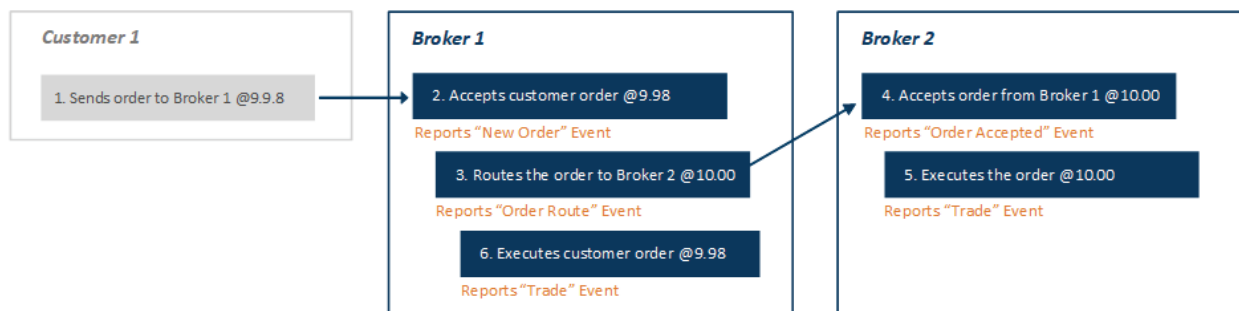 Customer 1
1. Sends order to Broker 1 @9.9.8
Broker 1
2. Accepts customer order @9.98
Reports “New Order” Event
3. Routes the order to Broker 2 @10.00
Reports “Order Route” Event
6. Executes customer order @9.98
Reports “Trade” Event
Broker 2
4. Accepts order from Broker 1 @10.00
Reports “Order Accepted” Event
5. Executes the order @10.00
Reports “Trade” Event